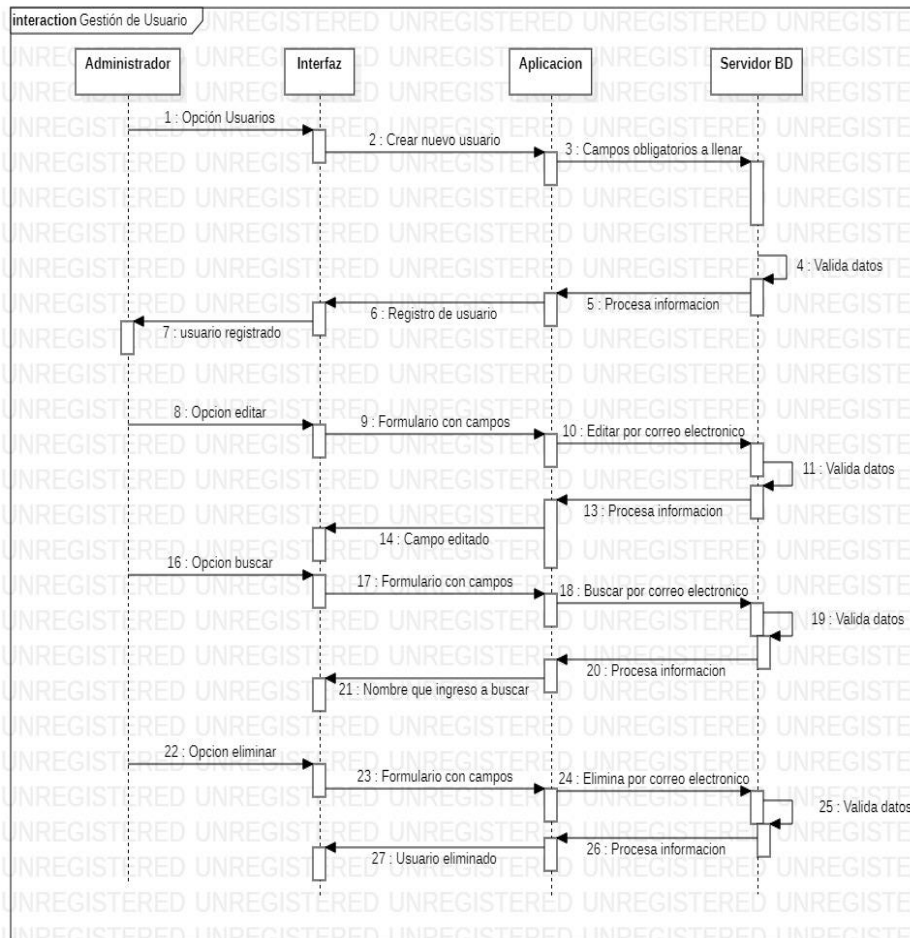 interaction Gestión de Usuario
Administrador
Interfaz
Aplicacion
Servidor BD
1 : Opción Usuarios
2 : Crear nuevo usuario
3 : Campos obligatorios a llenar
4 : Valida datos
5 : Procesa informacion
6 : Registro de usuario
7 : usuario registrado
8 : Opcion editar
9 : Formulario con campos
10 : Editar por correo electronico
11 : Valida datos
13 : Procesa informacion
14 : Campo editado
16 : Opcion buscar
17 : Formulario con campos
18 : Buscar por correo electronico
19 : Valida datos
20 : Procesa informacion
21 : Nombre que ingreso a buscar
22 : Opcion eliminar
23 : Formulario con campos
24 : Elimina por correo electronico
25 : Valida datos
26 : Procesa informacion
27 : Usuario eliminado
UNREGISTERED